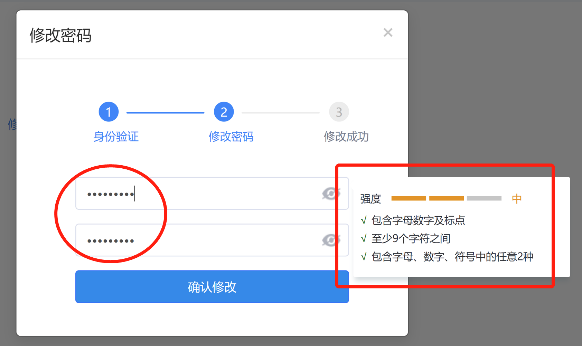 修改密码
×
1
2
3
身份验证
修改密码
修改成功
•••••••••
•••••••••
确认修改
强度 中
√ 包含字母数字及标点
√ 至少9个字符之间
√ 包含字母、数字、符号中的任意2种